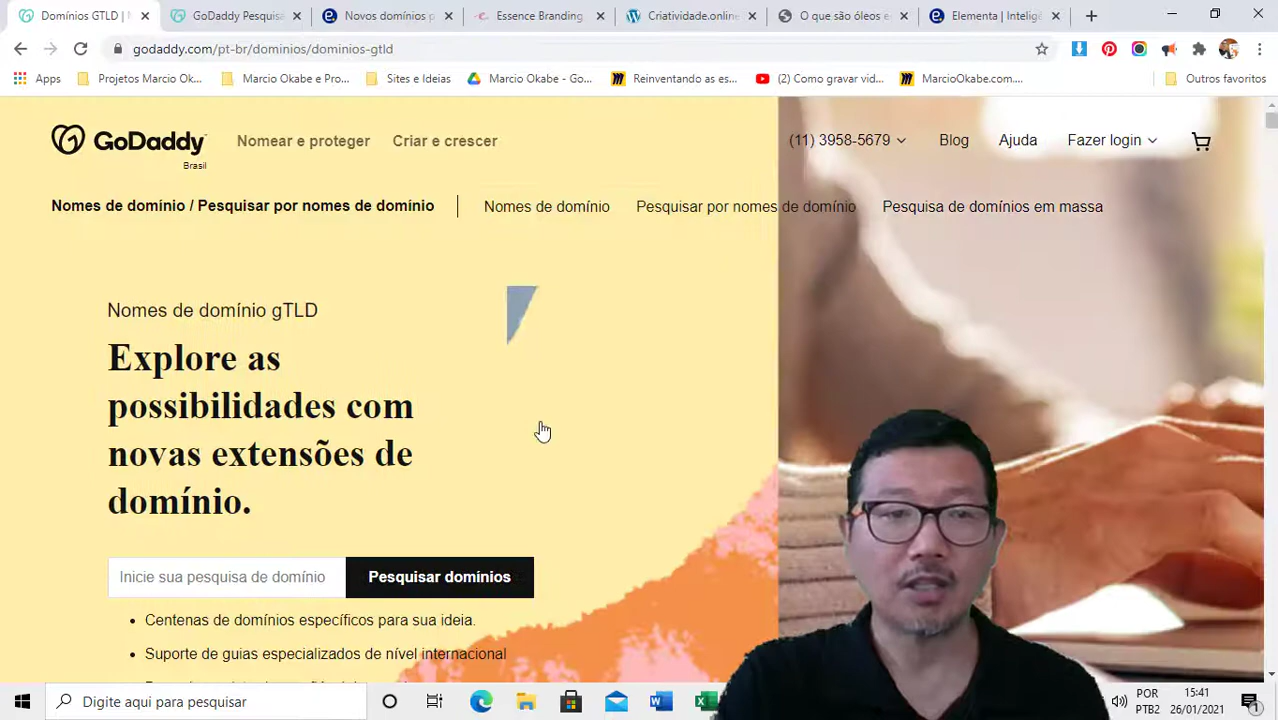 Domínios GTLD | N
GoDaddy Pesquisa
Novos domínios p
Essence Branding
Criatividade.online
O que são óleos e
Elementa | Inteligê
godaddy.com/pt-br/dominios/dominios-gtld
Apps
Projetos Marcio Ok...
Marcio Okabe e Pro...
Sites e Ideias
Marcio Okabe - Go...
Reinventando as es...
(2) Como gravar vid...
MarcioOkabe.com....
Outros favoritos
GoDaddy
Brasil
Nomear e proteger
Criar e crescer
(11) 3958-5679
Blog
Ajuda
Fazer login
Nomes de domínio / Pesquisar por nomes de domínio
Nomes de domínio
Pesquisar por nomes de domínio
Pesquisa de domínios em massa
Nomes de domínio gTLD
Explore as
possibilidades com
novas extensões de
domínio.
Inicie sua pesquisa de domínio
Pesquisar domínios
Centenas de domínios específicos para sua ideia.
Suporte de guias especializados de nível internacional
Digite aqui para pesquisar
POR
PTB2
15:41
26/01/2021